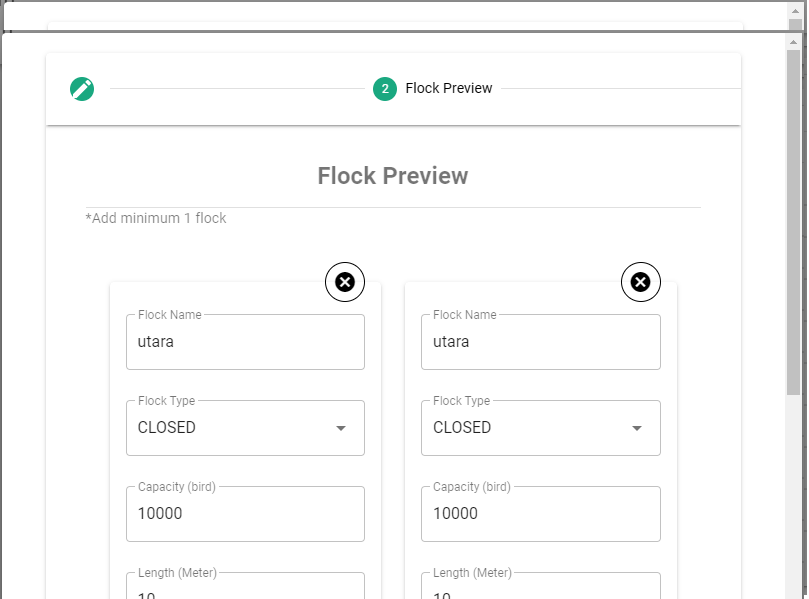 2 Flock Preview
Flock Preview
*Add minimum 1 flock
Flock Name Flock Name
utara utara
Flock Type Flock Type
CLOSED CLOSED
Capacity (bird) Capacity (bird)
10000 10000
Length (Meter) Length (Meter)
10 10